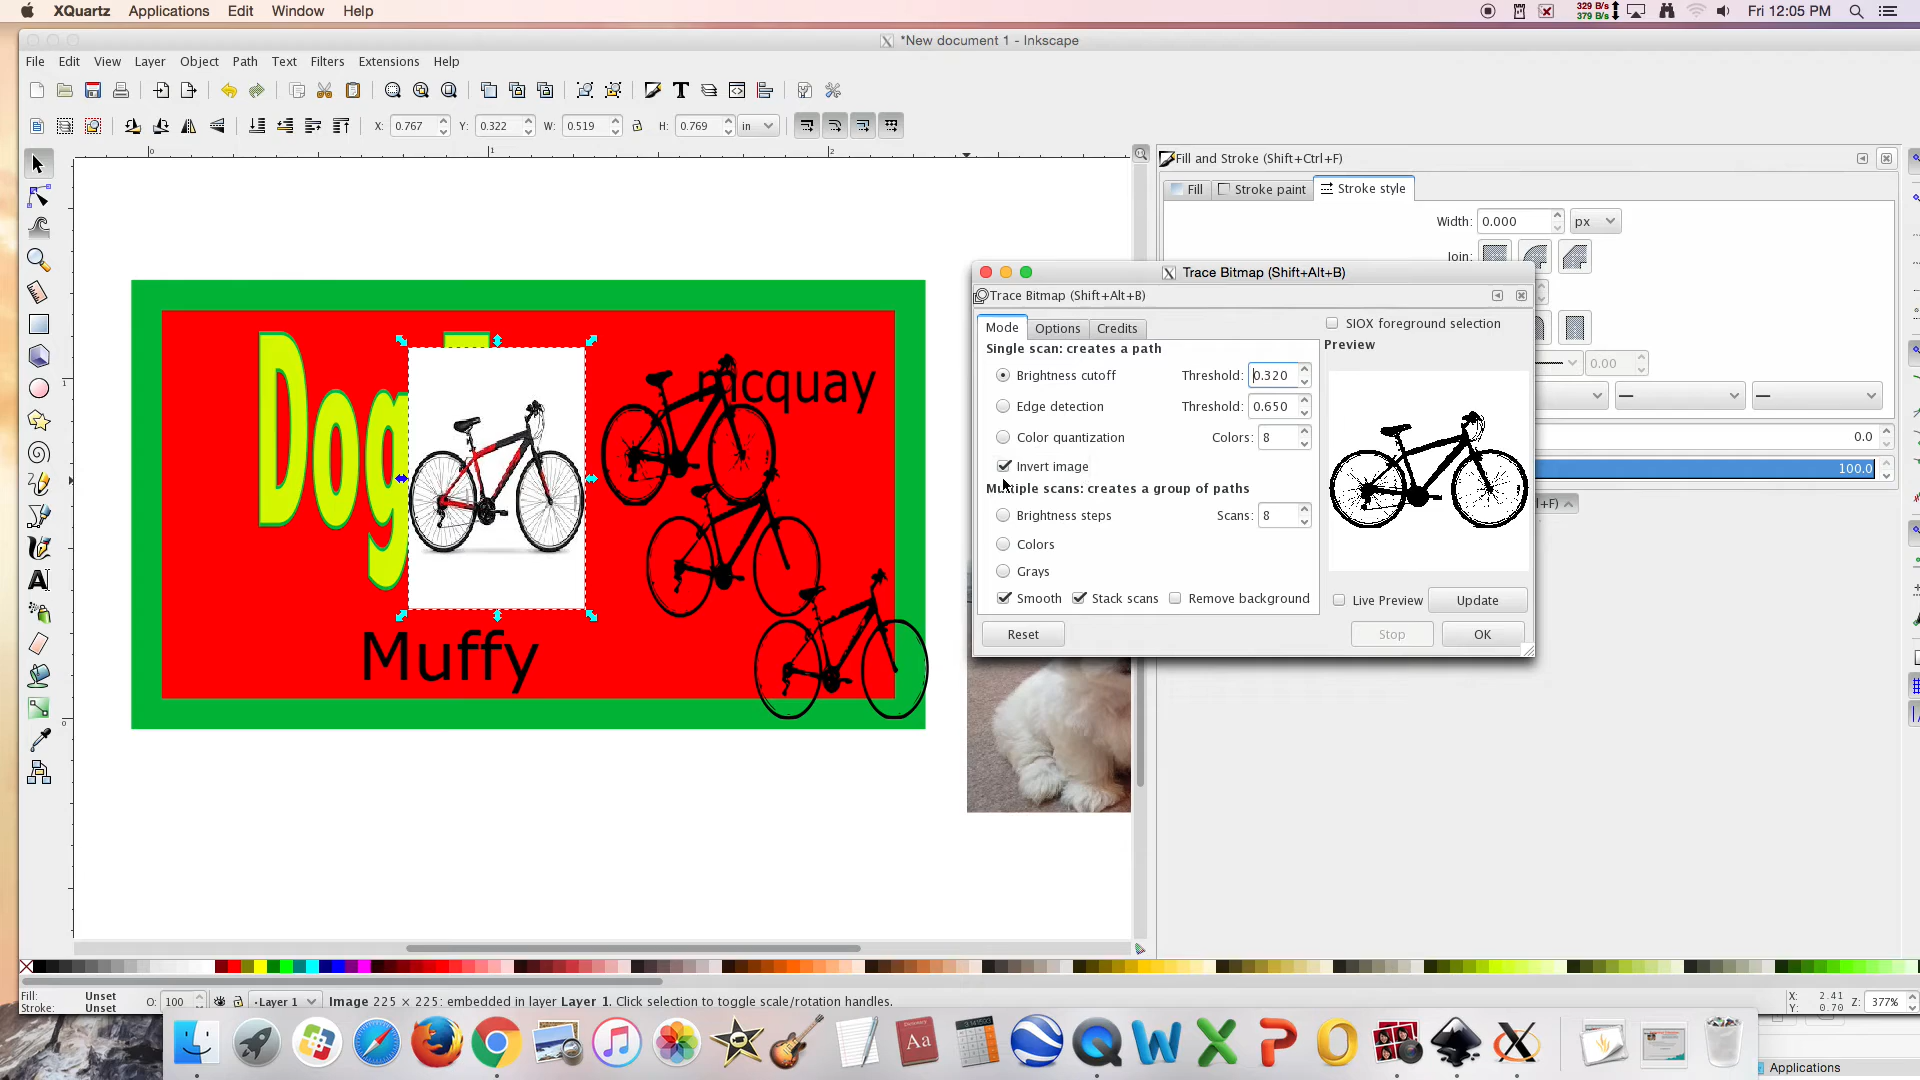 XQuartz Applications Edit Window Help
329 B/s
379 B/s
Fri 12:05 PM
*New document 1 - Inkscape
File Edit View Layer Object Path Text Filters Extensions Help
X: 0.767 Y: 0.322 W: 0.519 H: 0.769 in
0 1 2
Fill and Stroke (Shift+Ctrl+F)
Fill Stroke paint Stroke style
Width: 0.000 px
Join:
0.00
0.0
100.0
Trace Bitmap (Shift+Alt+B)
Trace Bitmap (Shift+Alt+B)
Mode Options Credits
SIOX foreground selection
Single scan: creates a path
Preview
Brightness cutoff Threshold: 0.320
Edge detection Threshold: 0.650
Color quantization Colors: 8
Invert image
Multiple scans: creates a group of paths
Brightness steps Scans: 8
Colors
Grays
Smooth Stack scans Remove background
Live Preview Update
Reset Stop OK
+F)
Dog
mcquay
Muffy
1
0
Fill: Unset
Stroke: Unset
O: 100
Layer 1
Image 225 × 225: embedded in layer Layer 1. Click selection to toggle scale/rotation handles.
X: 2.41
Y: 0.70
Z: 377%
Aa
Applications